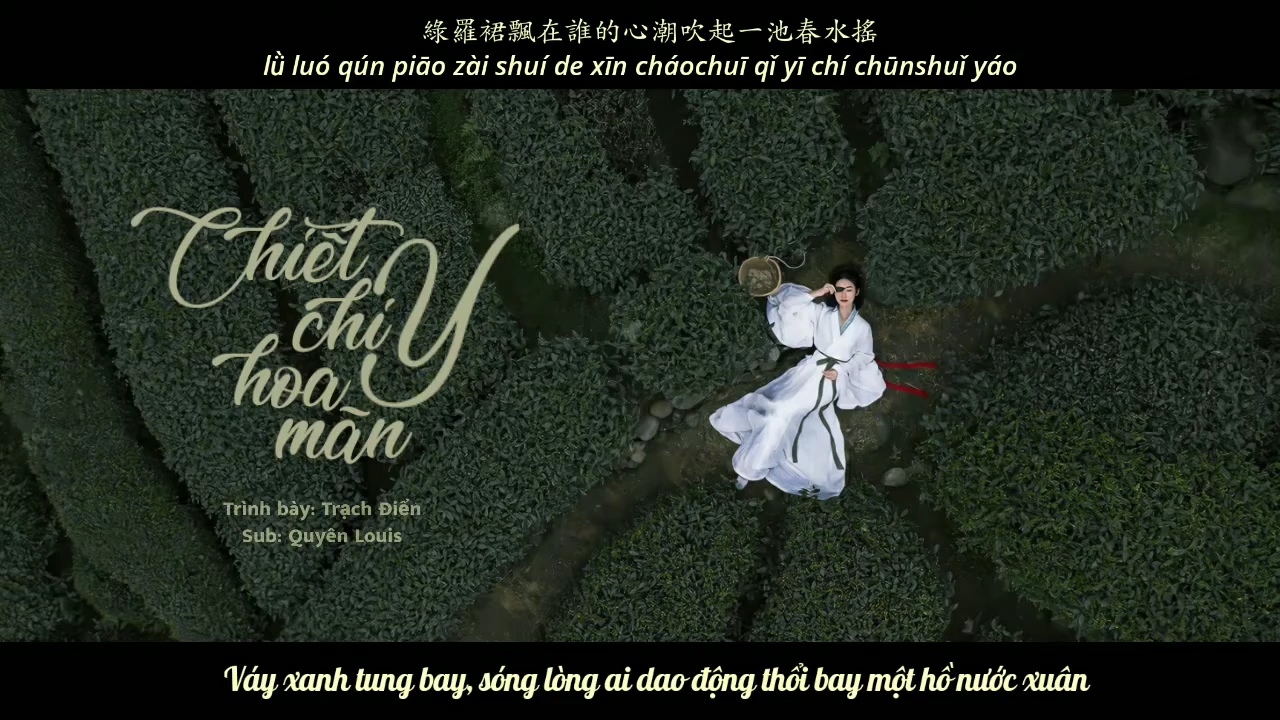 綠羅裙飄在誰的心潮吹起一池春水搖
lǜ luó qún piāo zài shuí de xīn cháochuī qǐ yī chí chūnshuǐ yáo
Chiết
chi Y
hoa
mãn
Trình bày: Trạch Điển
Sub: Quyên Louis
Váy xanh tung bay, sóng lòng ai dao động thổi bay một hồ nước xuân